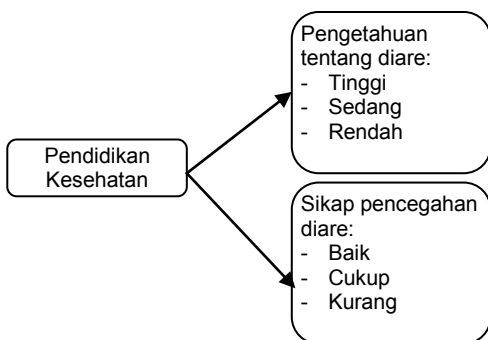 Pendidikan
Kesehatan
Pengetahuan
tentang diare:
- Tinggi
- Sedang
- Rendah
Sikap pencegahan
diare:
- Baik
- Cukup
- Kurang